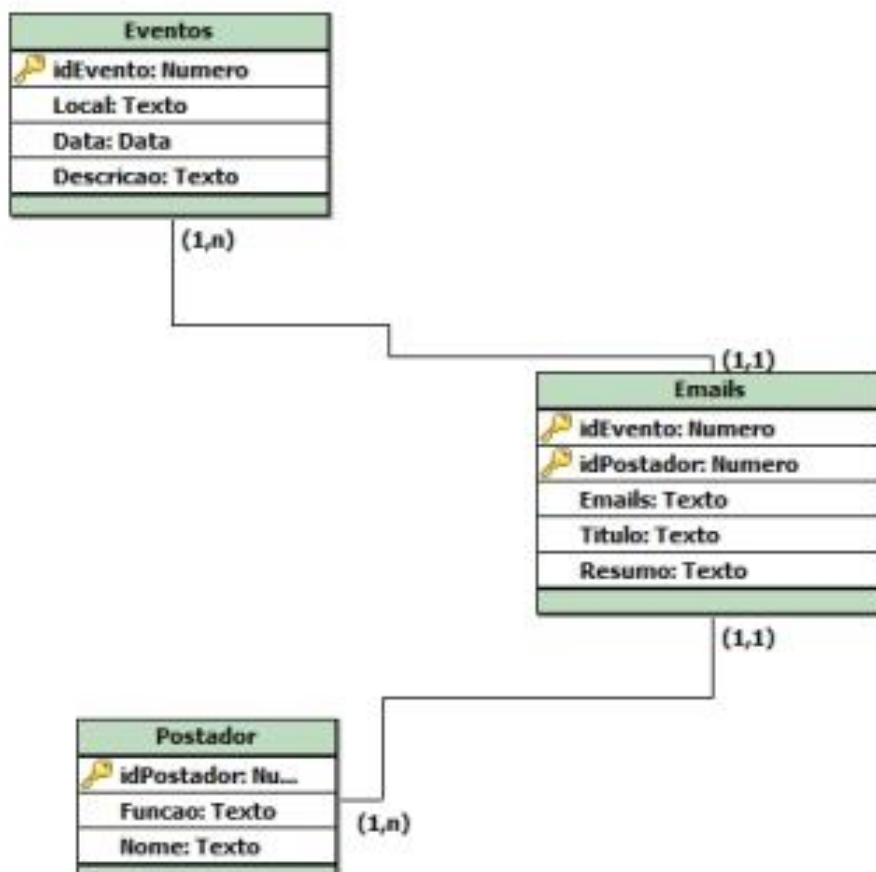 Eventos
idEvento: Numero
Local: Texto
Data: Data
Descricao: Texto
(1,n)
(1,1)
Emails
idEvento: Numero
idPostador: Numero
Emails: Texto
Titulo: Texto
Resumo: Texto
(1,1)
Postador
idPostador: Nu...
Funcao: Texto
(1,n)
Nome: Texto